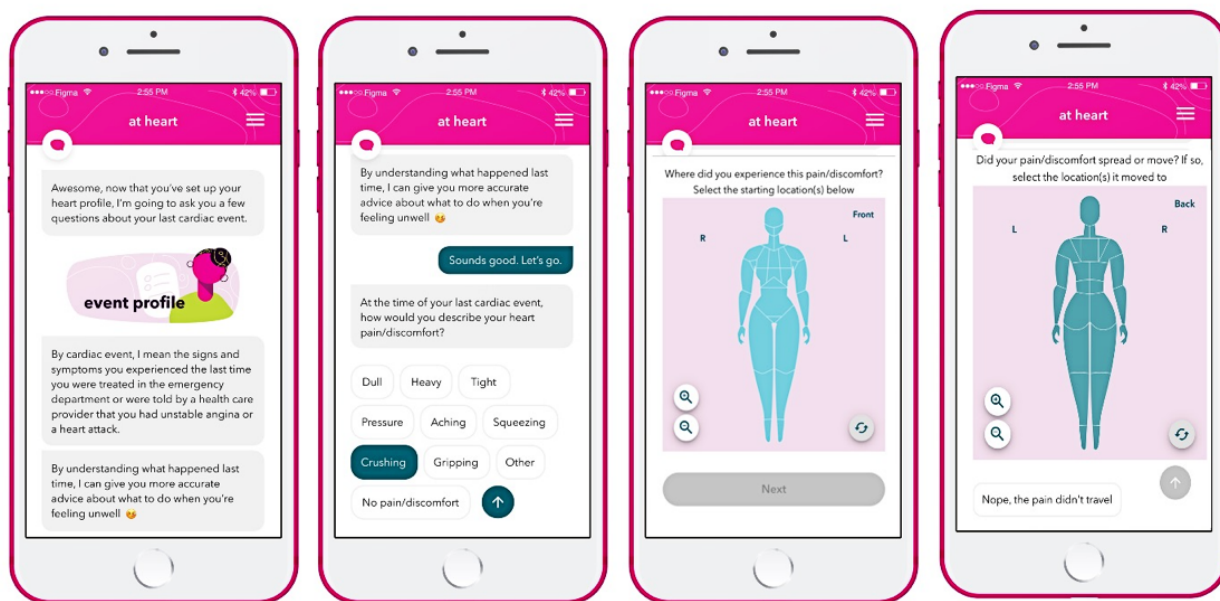 Figma
2:55 PM
42%
at heart
Awesome, now that you've set up your
heart profile, I'm going to ask you a few
questions about your last cardiac event.
event profile
By cardiac event, I mean the signs and
symptoms you experienced the last time
you were treated in the emergency
department or were told by a health care
provider that you had unstable angina or
a heart attack.
By understanding what happened last
time, I can give you more accurate
advice about what to do when you're
feeling unwell
Figma
2:55 PM
42%
at heart
By understanding what happened last
time, I can give you more accurate
advice about what to do when you're
feeling unwell
Sounds good. Let's go.
At the time of your last cardiac event,
how would you describe your heart
pain/discomfort?
Dull Heavy Tight
Pressure Aching Squeezing
Crushing Gripping Other
No pain/discomfort
Figma
2:55 PM
42%
at heart
Where did you experience this pain/discomfort?
Select the starting location(s) below
Front
R L
Next
Figma
2:55 PM
42%
at heart
Did your pain/discomfort spread or move? If so,
select the location(s) it moved to
Back
L R
Nope, the pain didn't travel